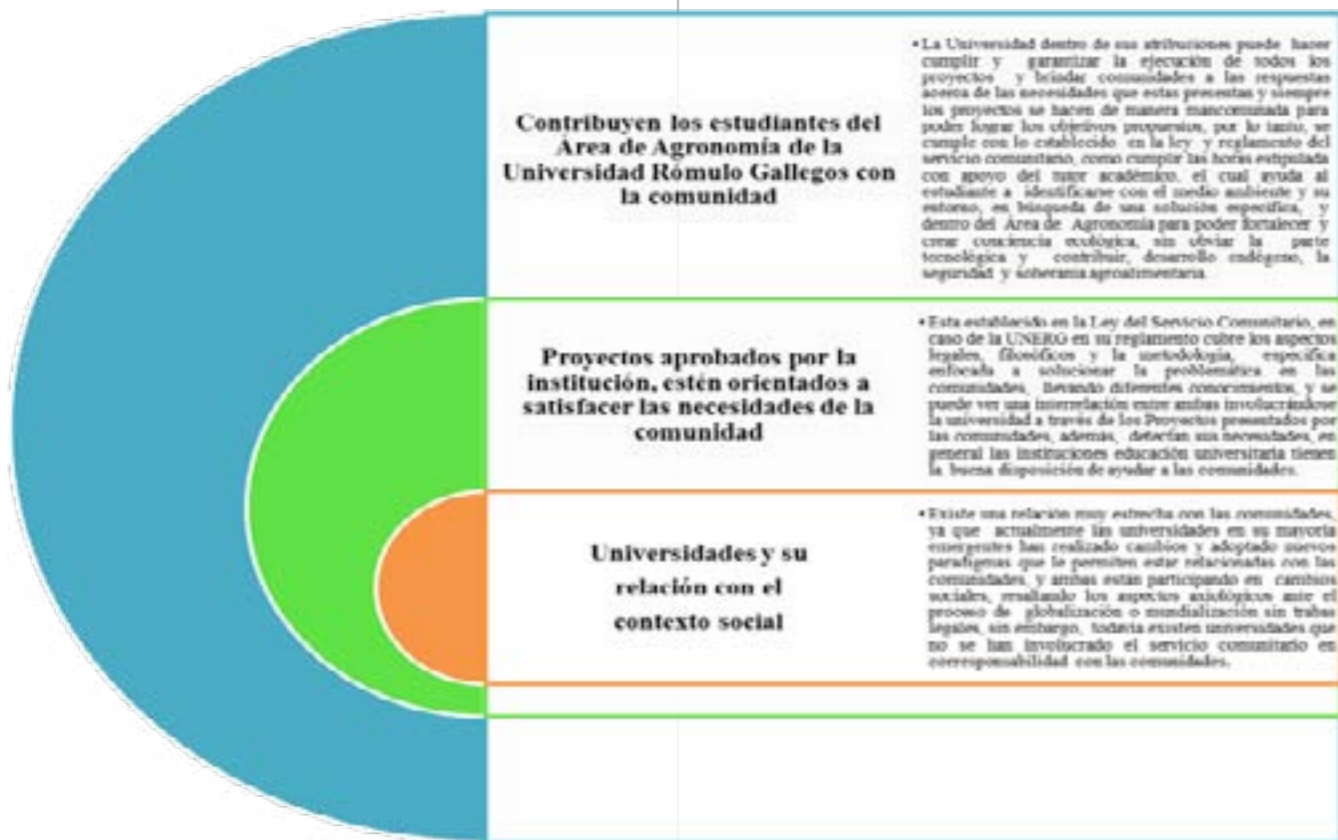 Contribuyen los estudiantes del
Área de Agronomía de la
Universidad Rómulo Gallegos con
la comunidad
• La Universidad dentro de sus atribuciones puede hacer
cumplir y garantizar la ejecución de todos los
proyectos y brindar comunidades a las respuestas
acerca de las necesidades que estas presentas y siempre
los proyectos se hacen de manera mancomunada para
poder lograr los objetivos propuestos, por lo tanto, se
cumple con lo establecido en la ley y reglamento del
servicio comunitario, como cumplir las horas estipulada
con apoyo del tutor académico, el cual ayuda al
estudiante a identificarse con el medio ambiente y su
entorno, en búsqueda de una solución especifica, y
dentro del Área de Agronomía para poder fortalecer y
crear conciencia ecológica, sin obviar la parte
tecnológica y contribuir, desarrollo endógeno, la
seguridad y soberanía agroalimentaria.
Proyectos aprobados por la
institución, estén orientados a
satisfacer las necesidades de la
comunidad
• Esta establecido en la Ley del Servicio Comunitario, en
caso de la UNERG en su reglamento cubre los aspectos
legales, filosóficos y la metodología, especifica
enfocada a solucionar la problemática en las
comunidades, llevando diferentes conocimientos, y se
puede ver una interrelación entre ambas involucrándose
la universidad a través de los Proyectos presentados por
las comunidades, además, detectan sus necesidades, en
general las instituciones educación universitaria tienen
la buena disposición de ayudar a las comunidades.
Universidades y su
relación con el
contexto social
• Existe una relación muy estrecha con las comunidades,
ya que actualmente las universidades en su mayoría
emergentes han realizado cambios y adoptado nuevos
paradigmas que le permiten estar relacionadas con las
comunidades, y ambas están participando en cambios
sociales, resaltando los aspectos axiológicos ante el
proceso de globalización o mundialización sin trabas
legales, sin embargo, todavía existen universidades que
no se han involucrado el servicio comunitario en
corresponsabilidad con las comunidades.